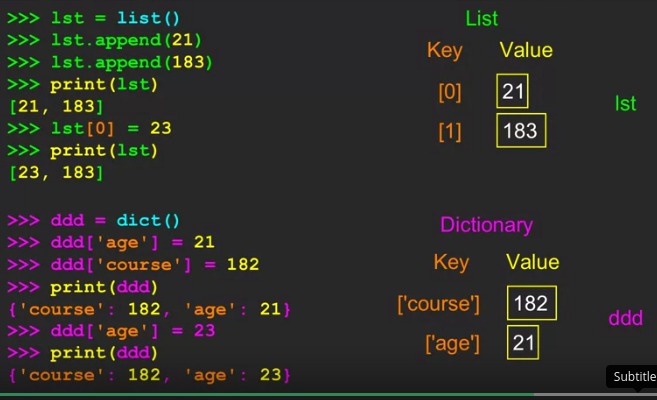 >>> lst = list()
>>> lst.append(21)
>>> lst.append(183)
>>> print(lst)
[21, 183]
>>> lst[0] = 23
>>> print(lst)
[23, 183]
>>> ddd = dict()
>>> ddd['age'] = 21
>>> ddd['course'] = 182
>>> print(ddd)
{'course': 182, 'age': 21}
>>> ddd['age'] = 23
>>> print(ddd)
{'course': 182, 'age': 23}
List
Key Value
[0] 21
lst
[1] 183
Dictionary
Key Value
['course'] 182
ddd
['age'] 21
Subtitle